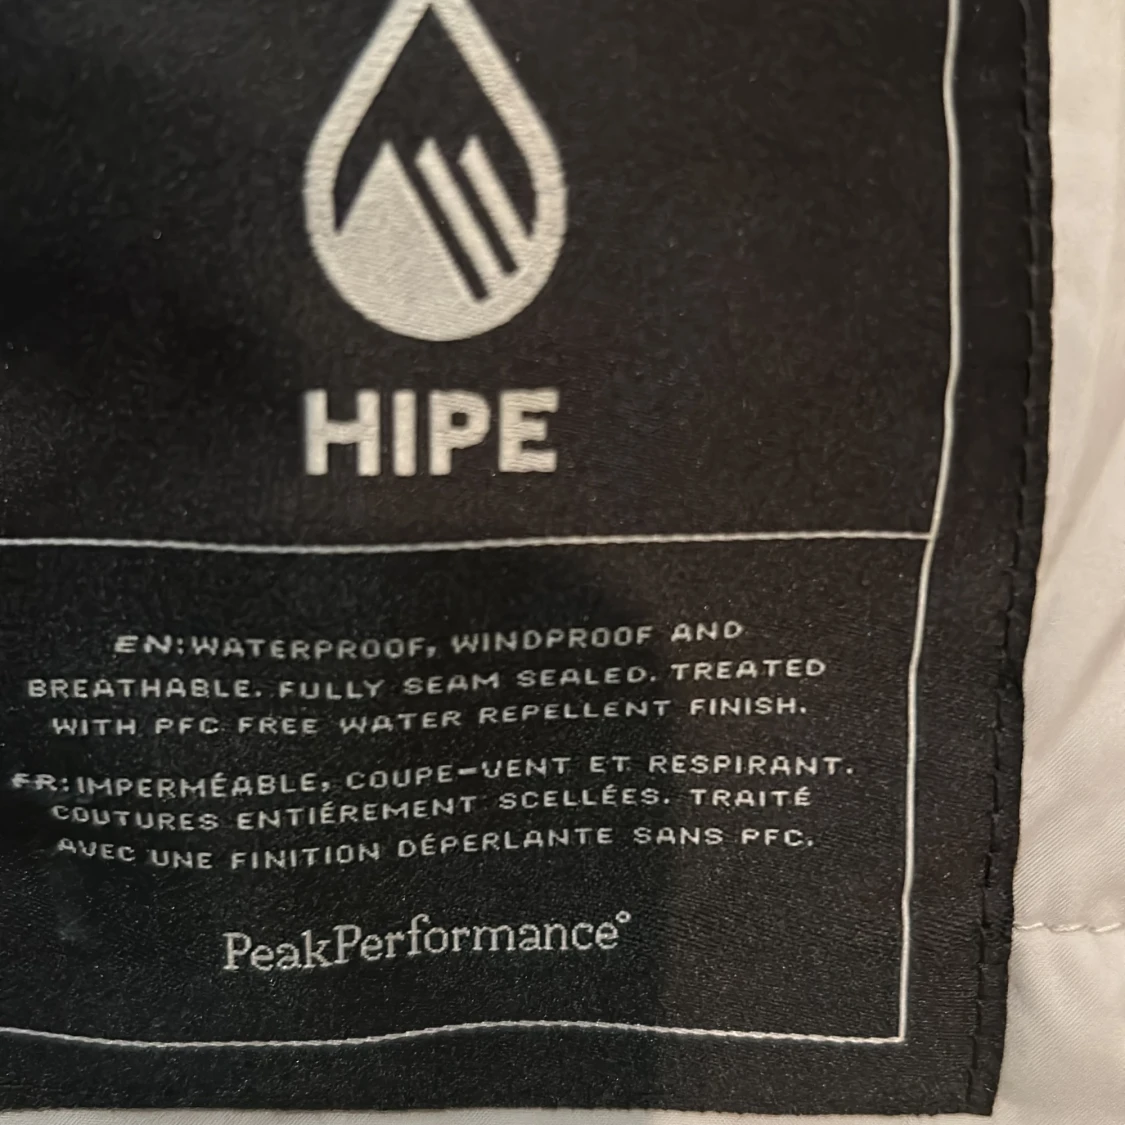 HIPE
EN:WATERPROOF, WINDPROOF AND
BREATHABLE. FULLY SEAM SEALED. TREATED
WITH PFC FREE WATER REPELLENT FINISH.
FR:IMPERMÉABLE, COUPE-VENT ET RESPIRANT.
COUTURES ENTIÉREMENT SCELLÉES. TRAITÉ
AVEC UNE FINITION DÉPERLANTE SANS PFC.
PeakPerformance°